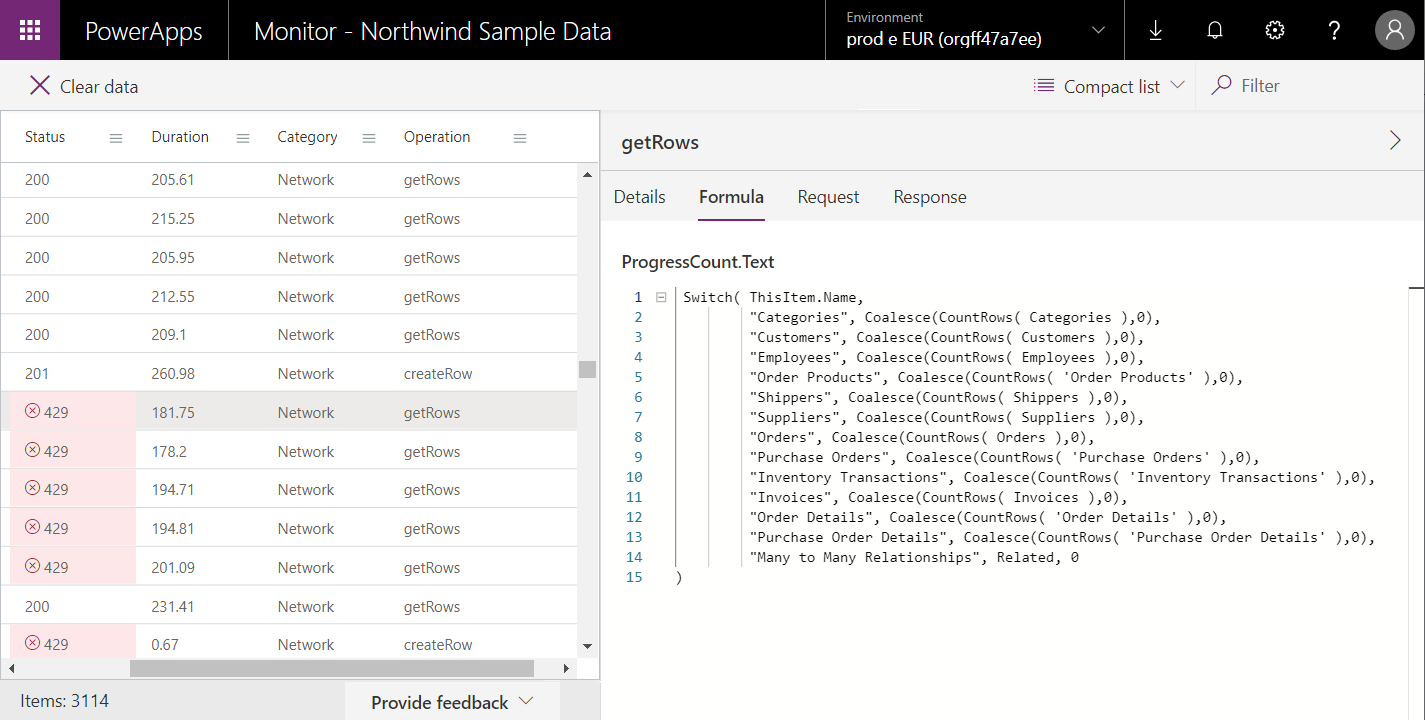 PowerApps
Monitor - Northwind Sample Data
Environment
prod e EUR (orgff47a7ee)
?
Clear data
Compact list
Filter
Status Duration Category Operation
200 205.61 Network getRows
200 215.25 Network getRows
200 205.95 Network getRows
200 212.55 Network getRows
200 209.1 Network getRows
201 260.98 Network createRow
429 181.75 Network getRows
429 178.2 Network getRows
429 194.71 Network getRows
429 194.81 Network getRows
429 201.09 Network getRows
200 231.41 Network getRows
429 0.67 Network createRow
Items: 3114
Provide feedback
getRows
Details Formula Request Response
ProgressCount.Text
1 Switch( ThisItem.Name,
2 "Categories", Coalesce(CountRows( Categories ),0),
3 "Customers", Coalesce(CountRows( Customers ),0),
4 "Employees", Coalesce(CountRows( Employees ),0),
5 "Order Products", Coalesce(CountRows( 'Order Products' ),0),
6 "Shippers", Coalesce(CountRows( Shippers ),0),
7 "Suppliers", Coalesce(CountRows( Suppliers ),0),
8 "Orders", Coalesce(CountRows( Orders ),0),
9 "Purchase Orders", Coalesce(CountRows( 'Purchase Orders' ),0),
10 "Inventory Transactions", Coalesce(CountRows( 'Inventory Transactions' ),0),
11 "Invoices", Coalesce(CountRows( Invoices ),0),
12 "Order Details", Coalesce(CountRows( 'Order Details' ),0),
13 "Purchase Order Details", Coalesce(CountRows( 'Purchase Order Details' ),0),
14 "Many to Many Relationships", Related, 0
15 )